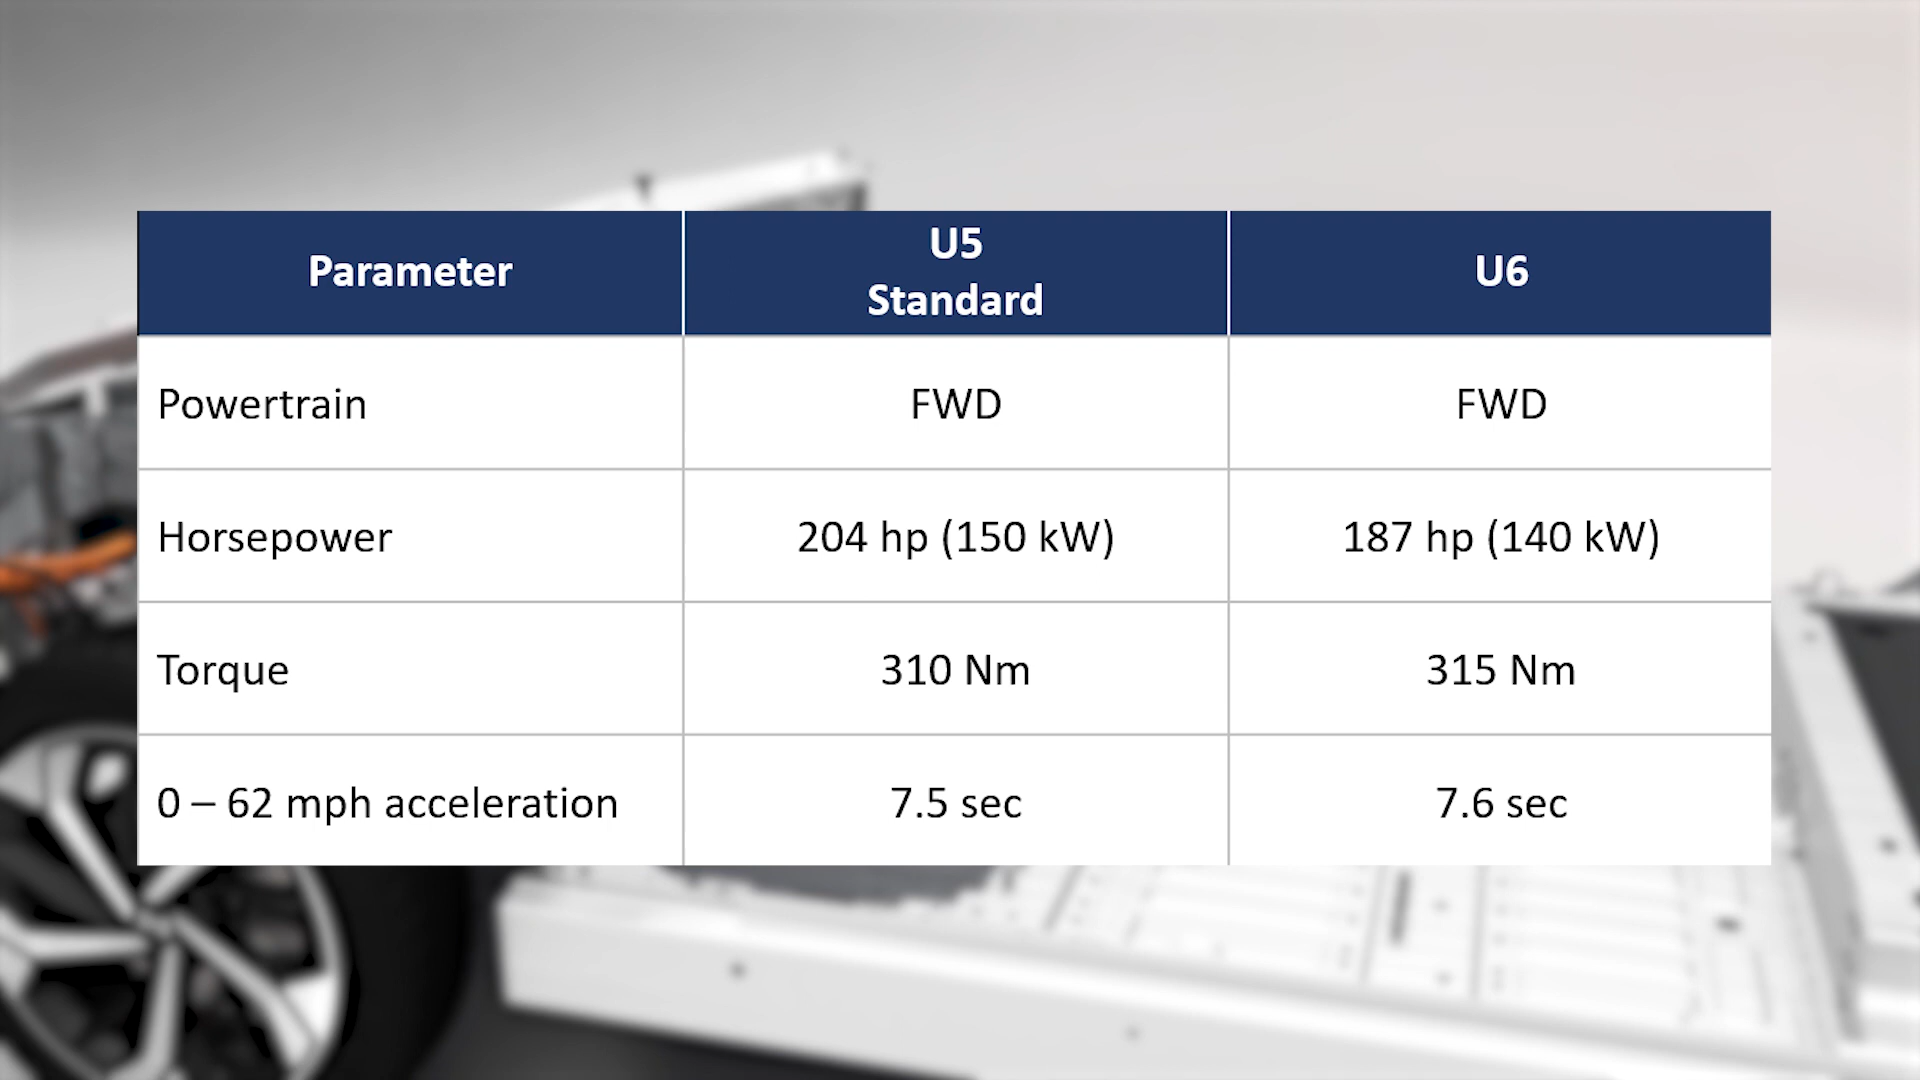 Parameter
U5
Standard
U6
Powertrain
FWD
FWD
Horsepower
204 hp (150 kW)
187 hp (140 kW)
Torque
310 Nm
315 Nm
0 – 62 mph acceleration
7.5 sec
7.6 sec